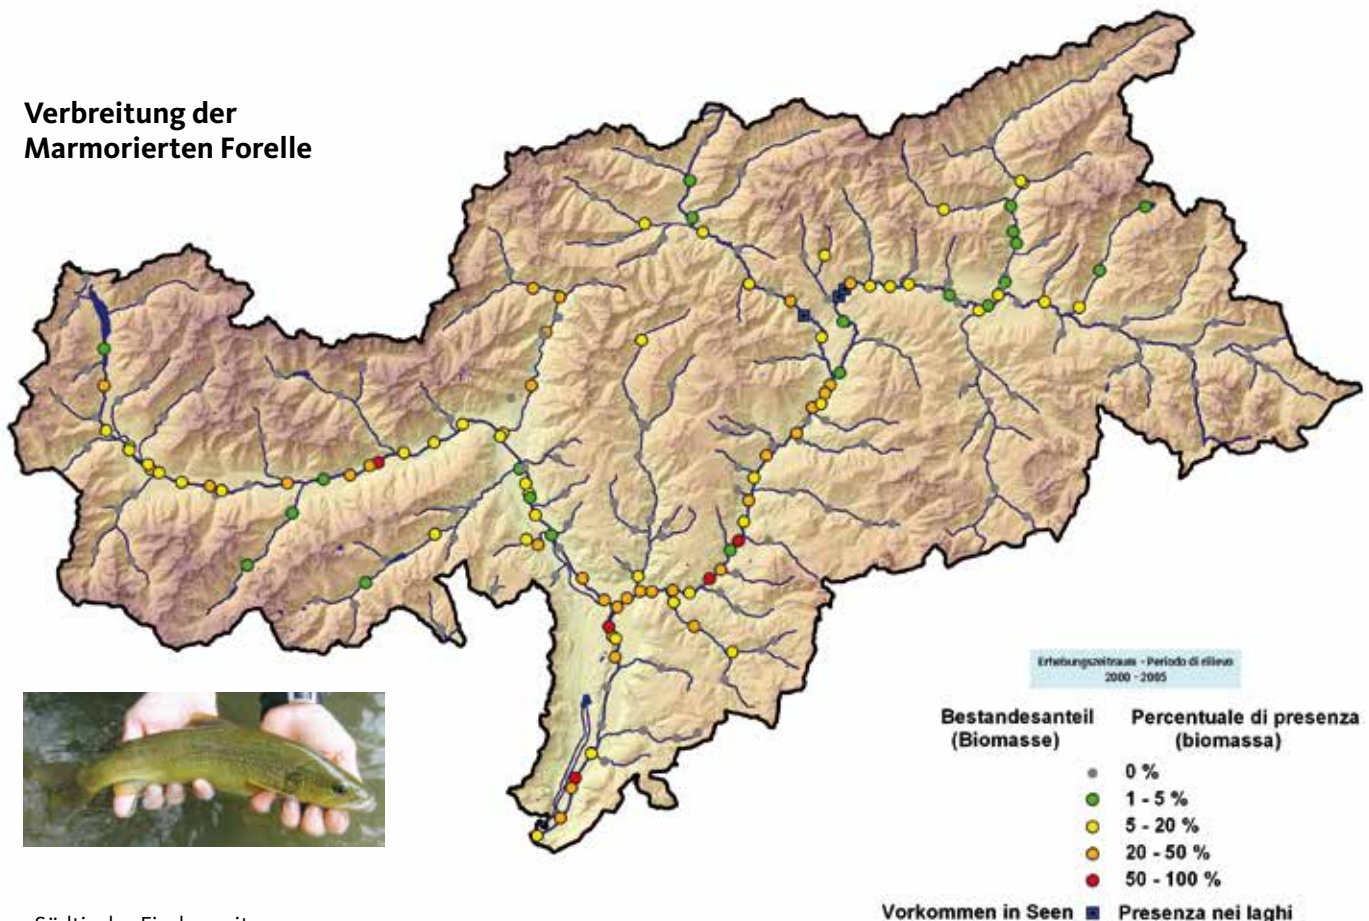 Verbreitung der
Marmorierten Forelle
Erhebungszeitraum - Periodo di rilievo
2000 - 2005
Bestandesanteil Percentuale di presenza
(Biomasse) (biomassa)
0 %
1 - 5 %
5 - 20 %
20 - 50 %
50 - 100 %
Vorkommen in Seen Presenza nei laghi